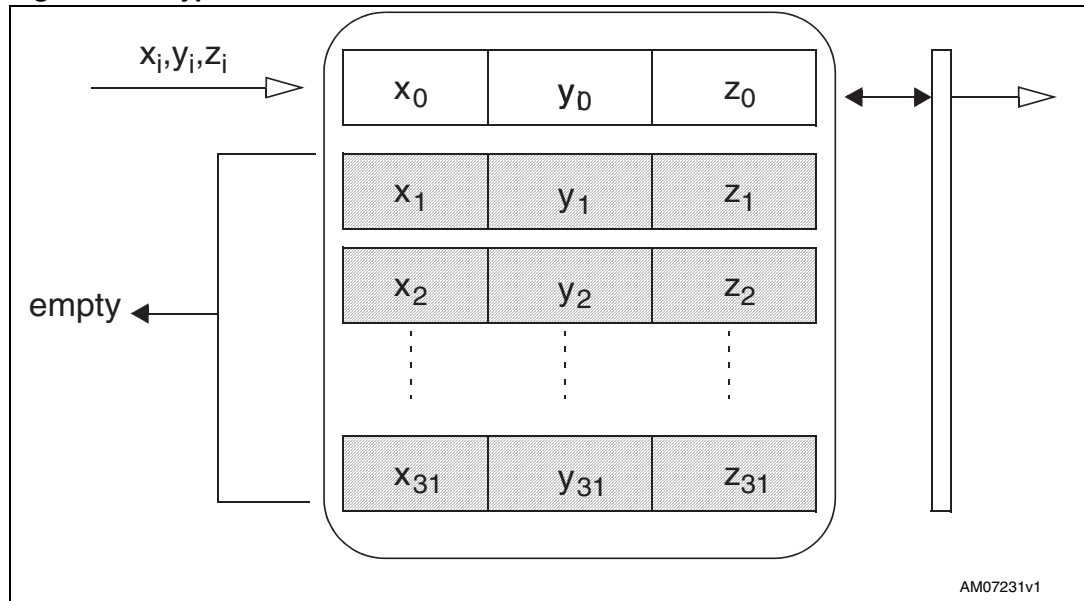 xᵢ,yᵢ,zᵢ
x₀ y₀ z₀
x₁ y₁ z₁
x₂ y₂ z₂
empty
x₃₁ y₃₁ z₃₁
AM07231v1